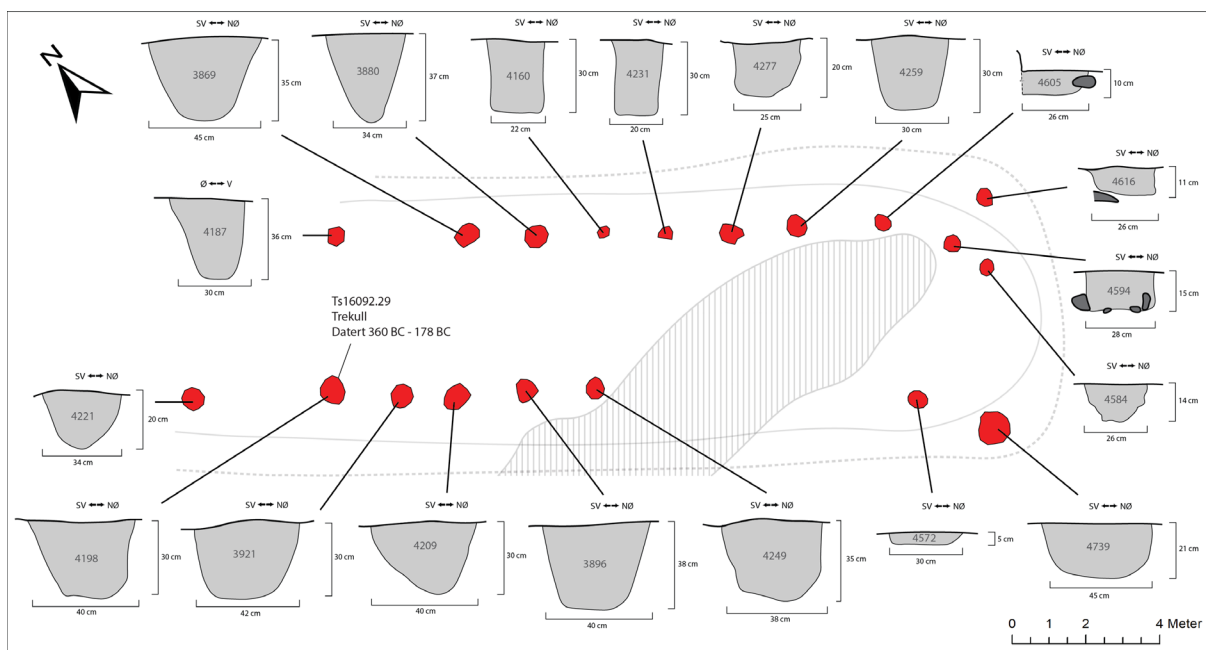 SV ↔ NØ
3869
35 cm
45 cm
SV ↔ NØ
3880
37 cm
34 cm
SV ↔ NØ
4160
30 cm
22 cm
SV ↔ NØ
4231
30 cm
20 cm
SV ↔ NØ
4277
20 cm
25 cm
SV ↔ NØ
4259
30 cm
30 cm
SV ↔ NØ
4605
10 cm
26 cm
N
SV ↔ NØ
4616
11 cm
26 cm
Ø ↔ V
4187
36 cm
30 cm
SV ↔ NØ
4594
15 cm
28 cm
Ts16092.29
Trekull
Datert 360 BC - 178 BC
SV ↔ NØ
4221
20 cm
34 cm
SV ↔ NØ
4584
14 cm
26 cm
SV ↔ NØ
4198
30 cm
40 cm
SV ↔ NØ
3921
30 cm
42 cm
SV ↔ NØ
4209
30 cm
40 cm
SV ↔ NØ
3896
38 cm
40 cm
SV ↔ NØ
4249
35 cm
38 cm
SV ↔ NØ
4572
5 cm
30 cm
SV ↔ NØ
4739
21 cm
45 cm
0 1 2 4 Meter